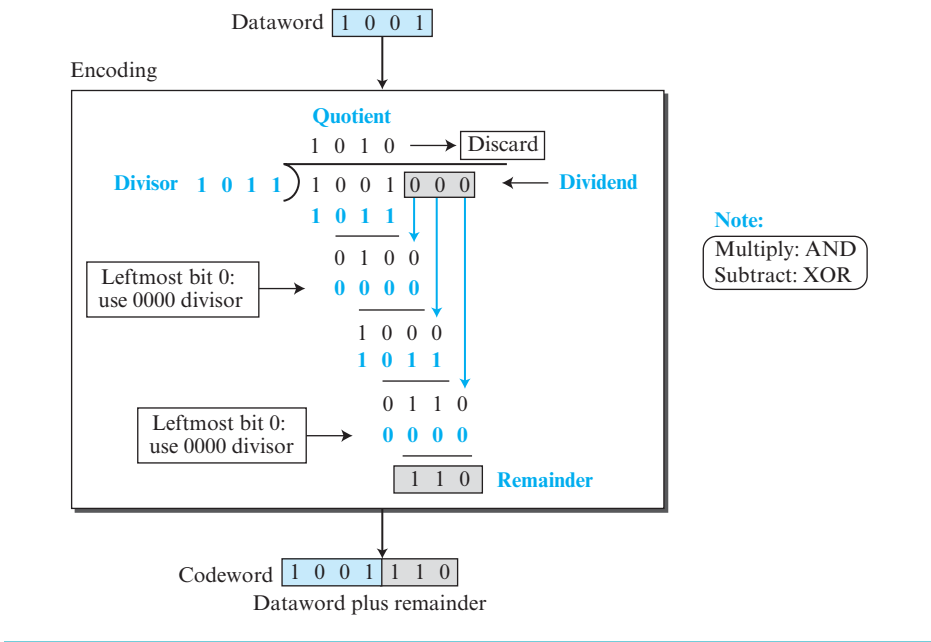 Dataword 1 0 0 1
Encoding
Quotient
1 0 1 0 Discard
Divisor 1 0 1 1 1 0 0 1 0 0 0 Dividend
1 0 1 1
Note:
Multiply: AND
Subtract: XOR
0 1 0 0
Leftmost bit 0:
use 0000 divisor
0 0 0 0
1 0 0 0
1 0 1 1
0 1 1 0
Leftmost bit 0:
use 0000 divisor
0 0 0 0
1 1 0 Remainder
Codeword 1 0 0 1 1 1 0
Dataword plus remainder